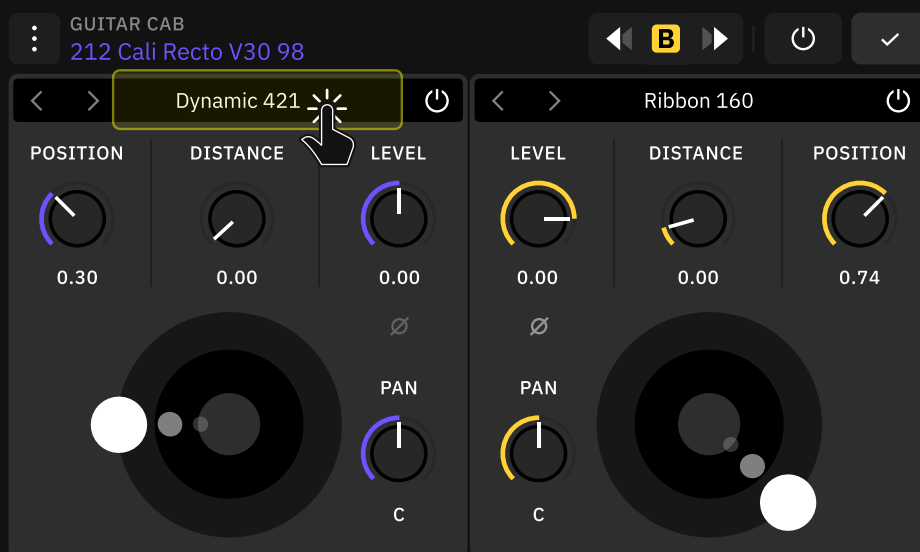 GUITAR CAB
212 Cali Recto V30 98
B
Dynamic 421
Ribbon 160
POSITION DISTANCE LEVEL
LEVEL DISTANCE POSITION
0.30 0.00 0.00
0.00 0.00 0.74
PAN
PAN
C
C